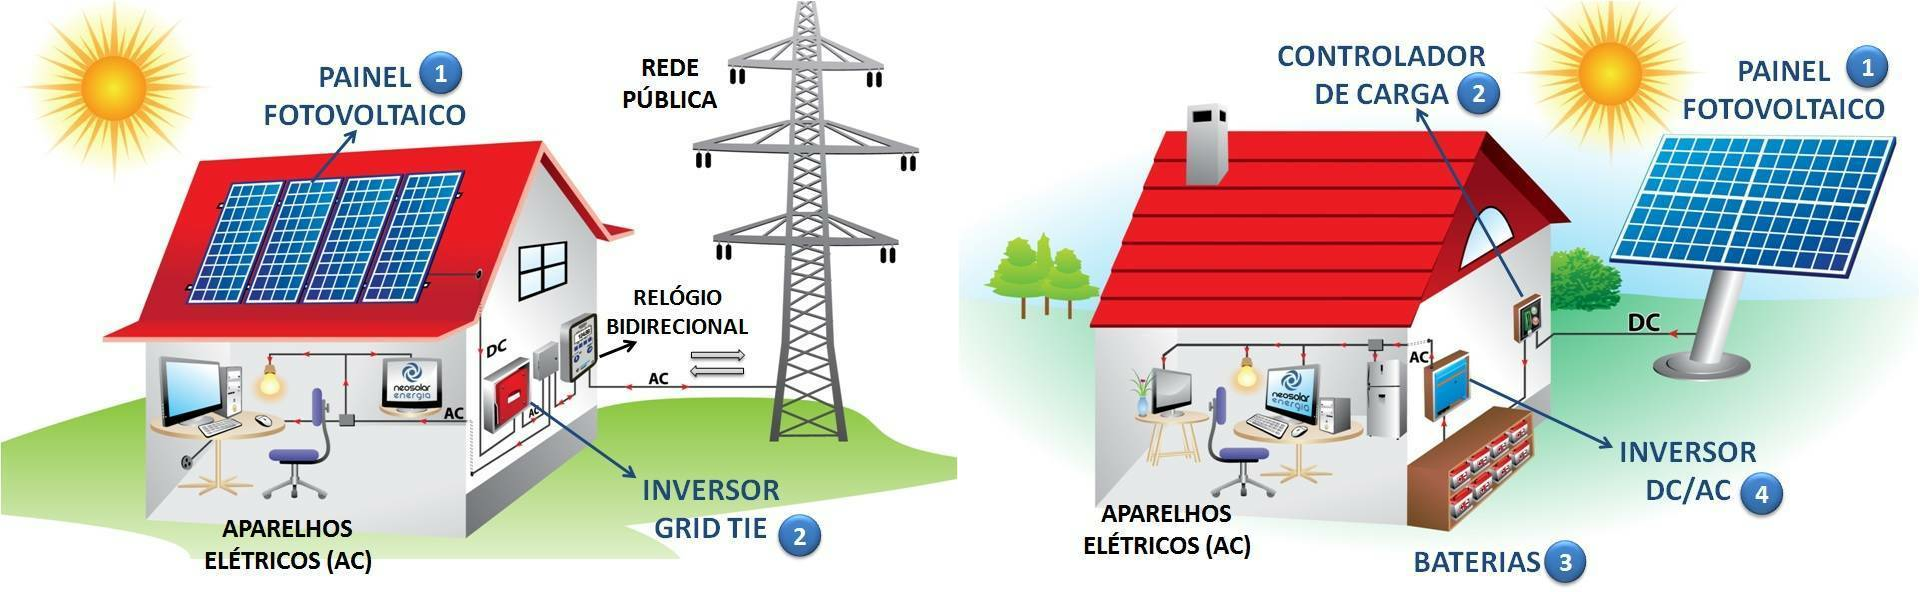 PAINEL 1
FOTOVOLTAICO
REDE
PÚBLICA
RELÓGIO
BIDIRECIONAL
DC
AC
AC
AC
neosolar
energia
INVERSOR
GRID TIE 2
APARELHOS
ELÉTRICOS (AC)
CONTROLADOR
DE CARGA 2
PAINEL 1
FOTOVOLTAICO
DC
AC
neosolar
energia
INVERSOR
DC/AC 4
APARELHOS
ELÉTRICOS (AC)
BATERIAS 3